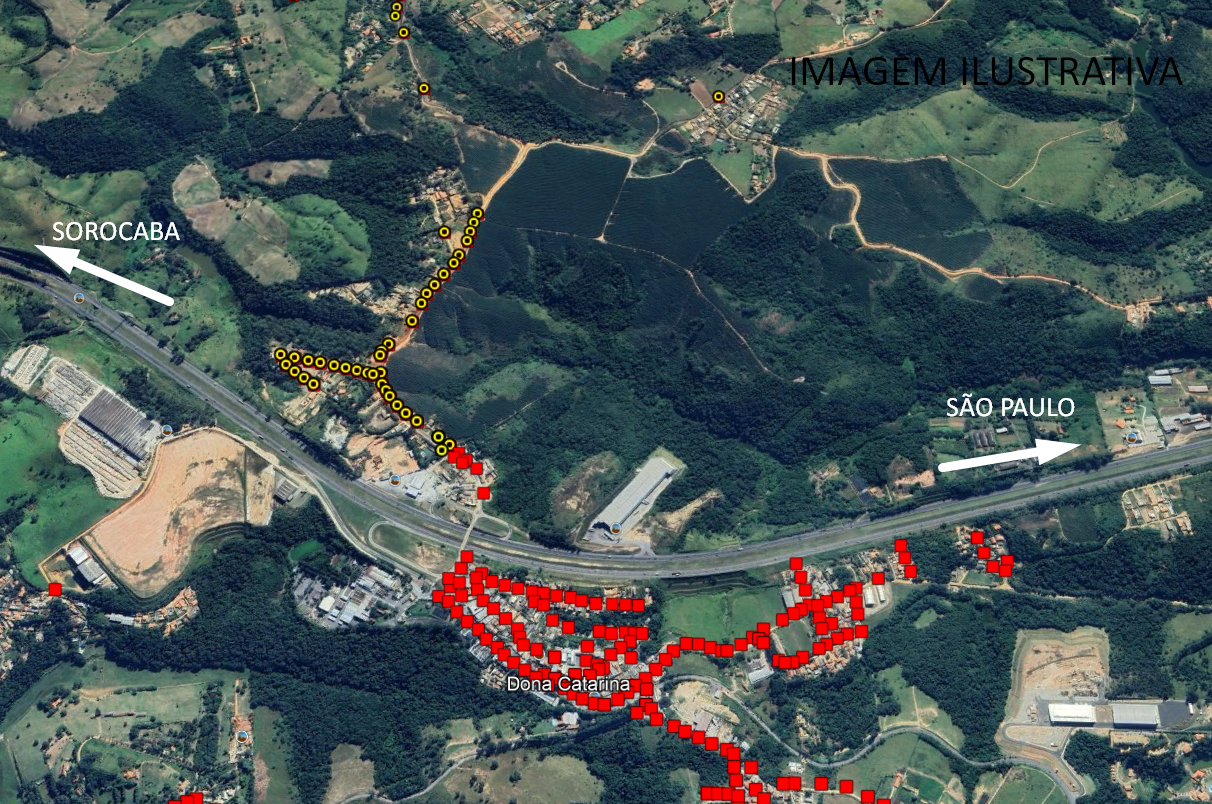 IMAGEM ILUSTRATIVA
SOROCABA
SÃO PAULO
Dona Catarina